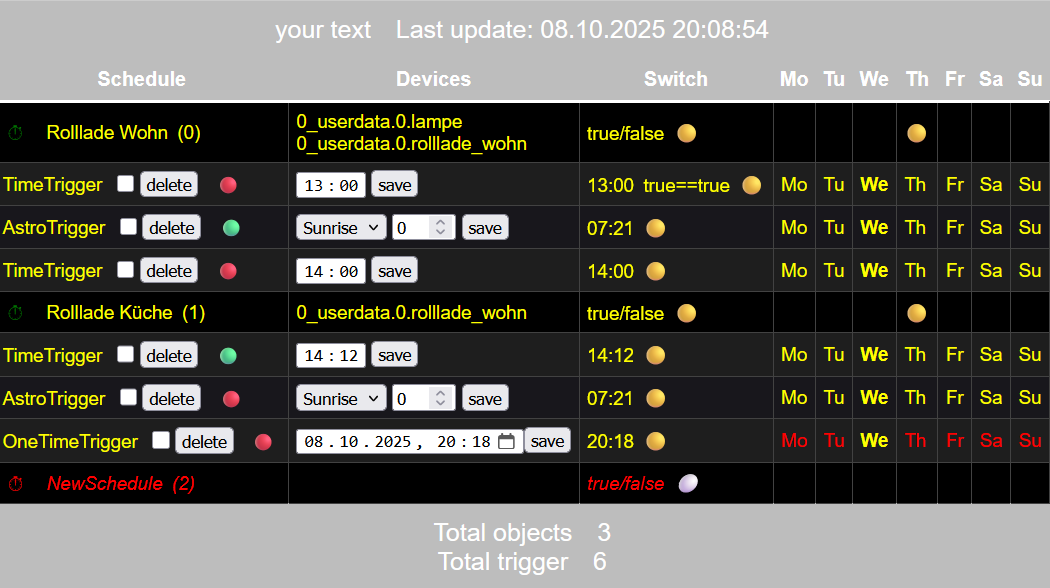 your text Last update: 08.10.2025 20:08:54
Schedule Devices Switch Mo Tu We Th Fr Sa Su
Rolllade Wohn (0) 0_userdata.0.lampe true/false
0_userdata.0.rolllade_wohn
TimeTrigger delete 13:00 save 13:00 true==true Mo Tu We Th Fr Sa Su
AstroTrigger delete Sunrise 0 save 07:21 Mo Tu We Th Fr Sa Su
TimeTrigger delete 14:00 save 14:00 Mo Tu We Th Fr Sa Su
Rolllade Küche (1) 0_userdata.0.rolllade_wohn true/false
TimeTrigger delete 14:12 save 14:12 Mo Tu We Th Fr Sa Su
AstroTrigger delete Sunrise 0 save 07:21 Mo Tu We Th Fr Sa Su
OneTimeTrigger delete 08.10.2025, 20:18 save 20:18 Mo Tu We Th Fr Sa Su
NewSchedule (2) true/false
Total objects 3
Total trigger 6